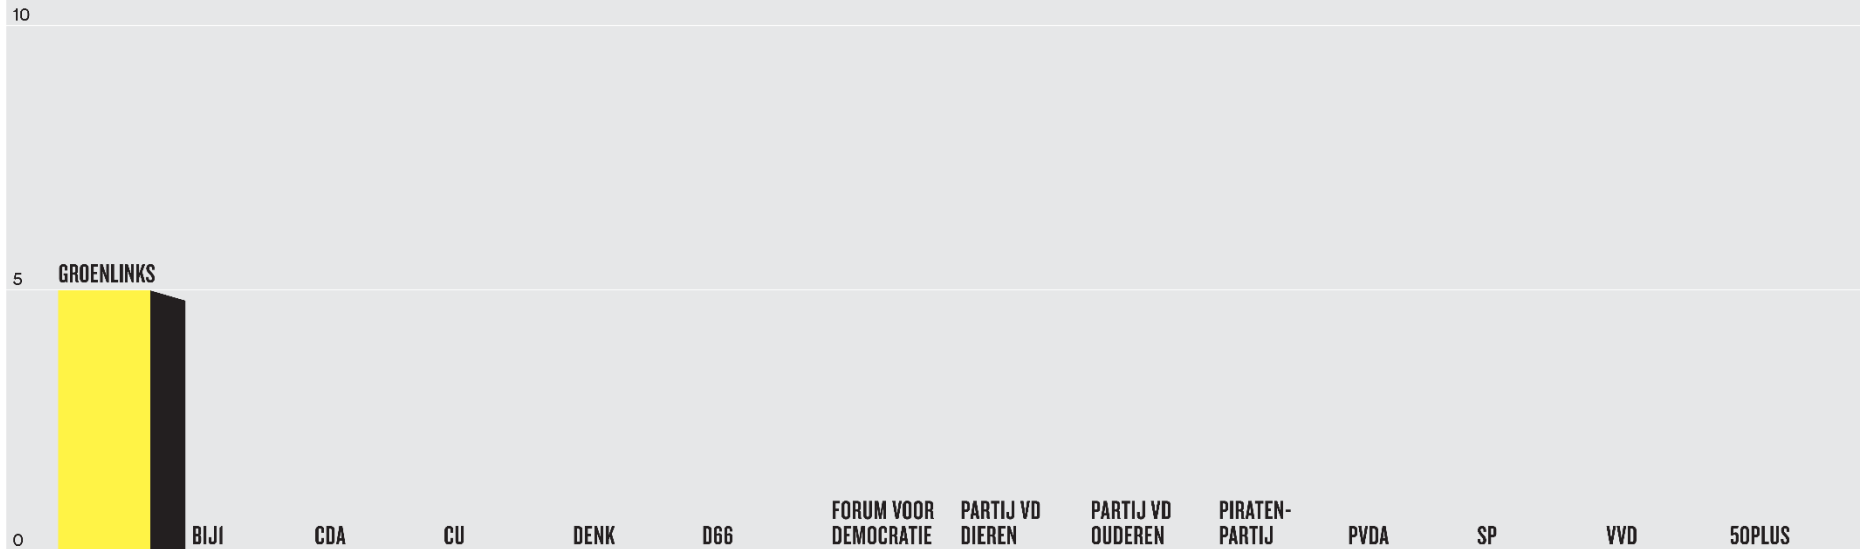 10
5
GROENLINKS
0
BIJ1
CDA
CU
DENK
D66
FORUM VOOR
DEMOCRATIE
PARTIJ VD
DIEREN
PARTIJ VD
OUDEREN
PIRATEN-
PARTIJ
PVDA
SP
VVD
50PLUS